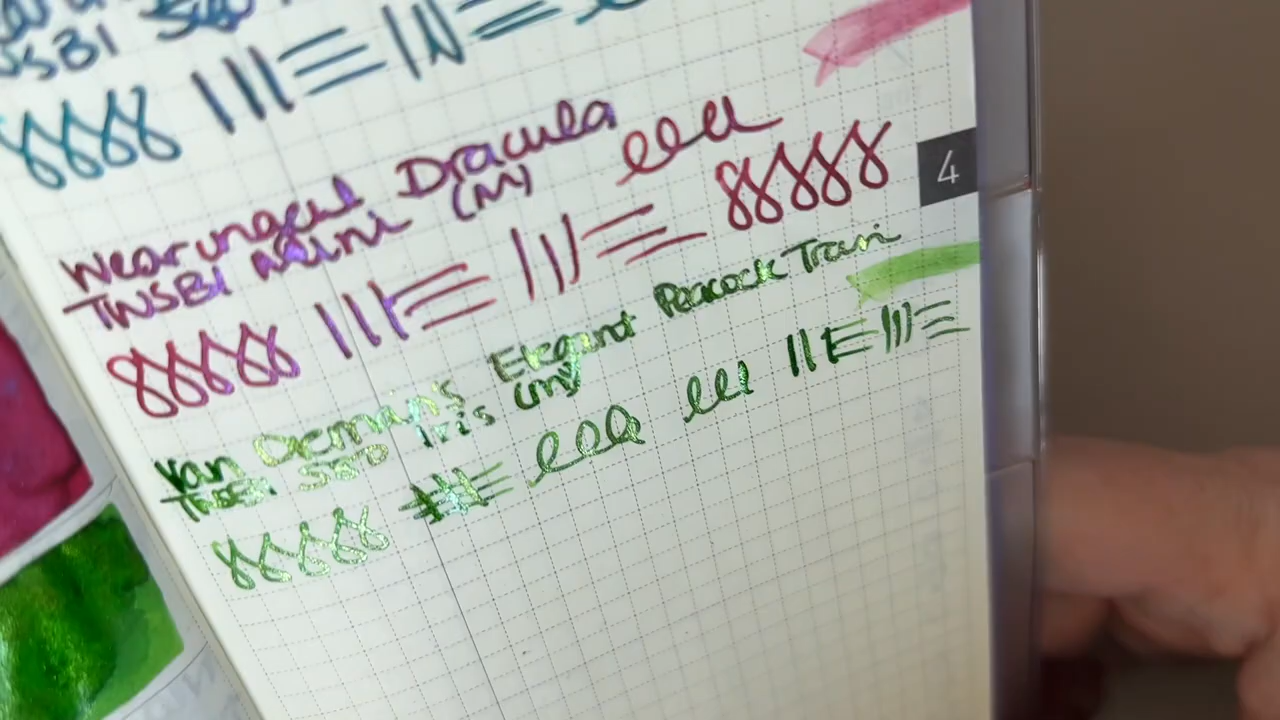 TWSBI
Wearingeul Dracula
TWSBI Mini (M)
4
Van Dieman's Elegant Peacock Train
TWSBI 580 Iris (M)